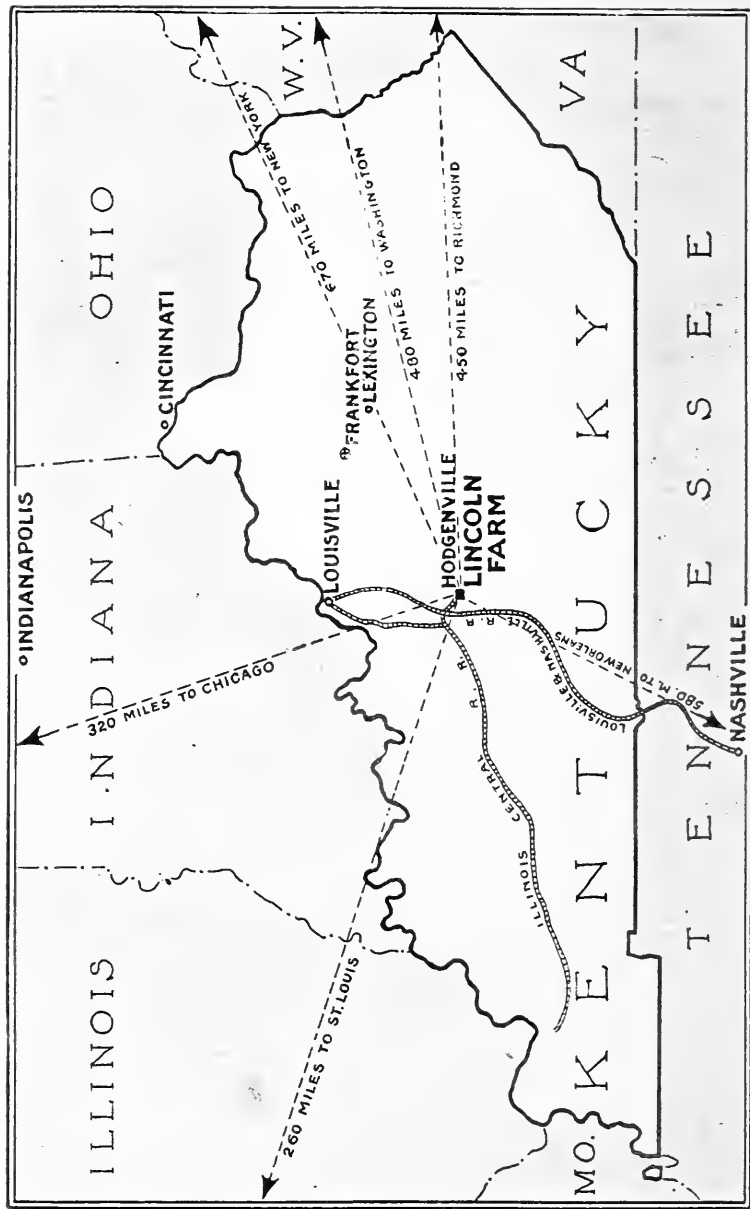 ILLINOIS
INDIANA
OHIO
W. V.
VA
MO.
KENTUCKY
TENNESSEE
INDIANAPOLIS
CINCINNATI
LOUISVILLE
FRANKFORT
LEXINGTON
HODGENVILLE
LINCOLN
FARM
NASHVILLE
260 MILES TO ST. LOUIS
320 MILES TO CHICAGO
670 MILES TO NEW YORK
480 MILES TO WASHINGTON
450 MILES TO RICHMOND
580 M. TO NEW ORLEANS
ILLINOIS CENTRAL R. R.
LOUISVILLE & NASHVILLE R. R.